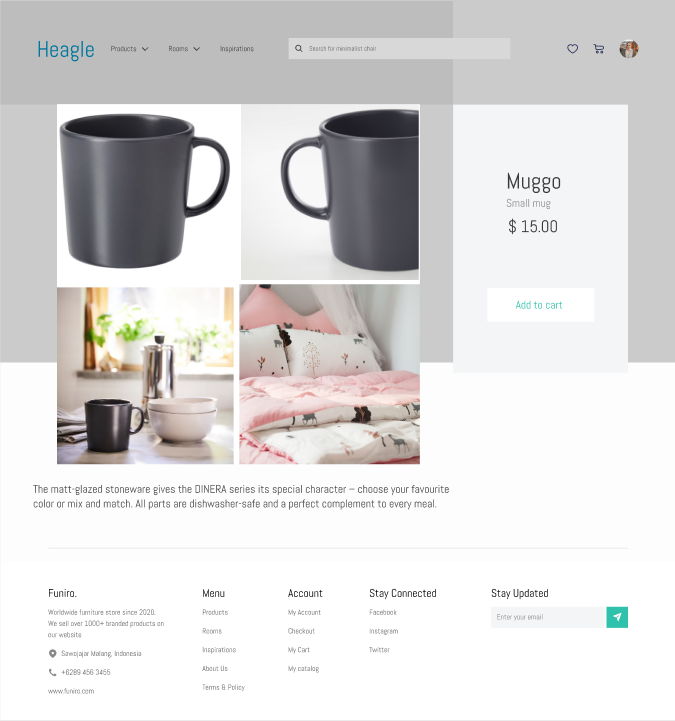 Heagle
Products
Rooms
Inspirations
Search for minimalist chair
Muggo
Small mug
$ 15.00
Add to cart
The matt-glazed stoneware gives the DINERA series its special character – choose your favourite
color or mix and match. All parts are dishwasher-safe and a perfect complement to every meal.
Funiro.
Worldwide furniture store since 2020.
We sell over 1000+ branded products on
our website
Sawojajar Malang, Indonesia
+6289 456 3455
www.funiro.com
Menu
Products
Rooms
Inspirations
About Us
Terms & Policy
Account
My Account
Checkout
My Cart
My catalog
Stay Connected
Facebook
Instagram
Twitter
Stay Updated
Enter your email